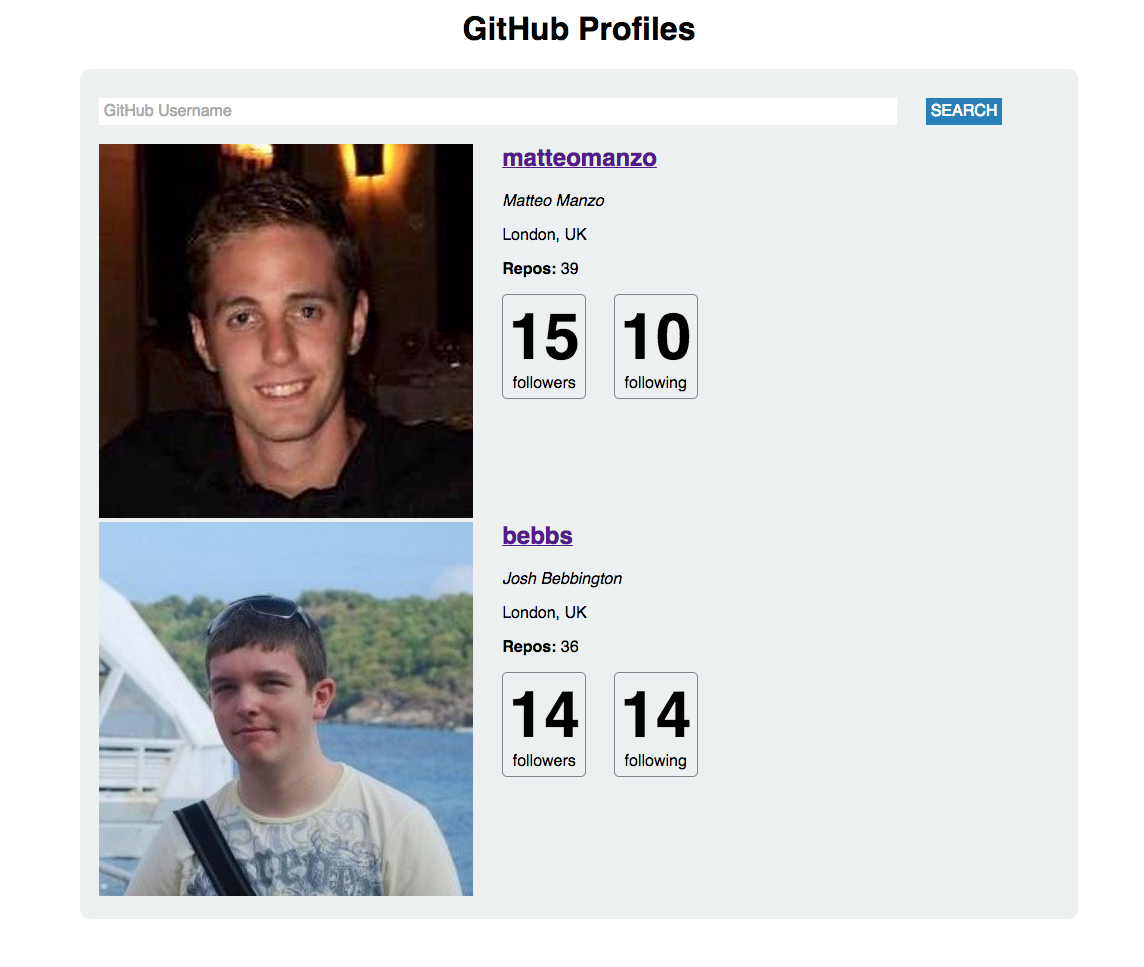 GitHub Profiles
GitHub Username
SEARCH
matteomanzo
Matteo Manzo
London, UK
Repos: 39
15 10
followers following
bebbs
Josh Bebbington
London, UK
Repos: 36
14 14
followers following